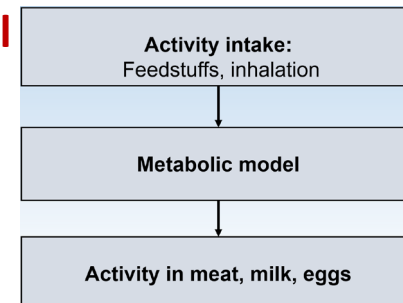 Activity intake:
Feedstuffs, inhalation
Metabolic model
Activity in meat, milk, eggs